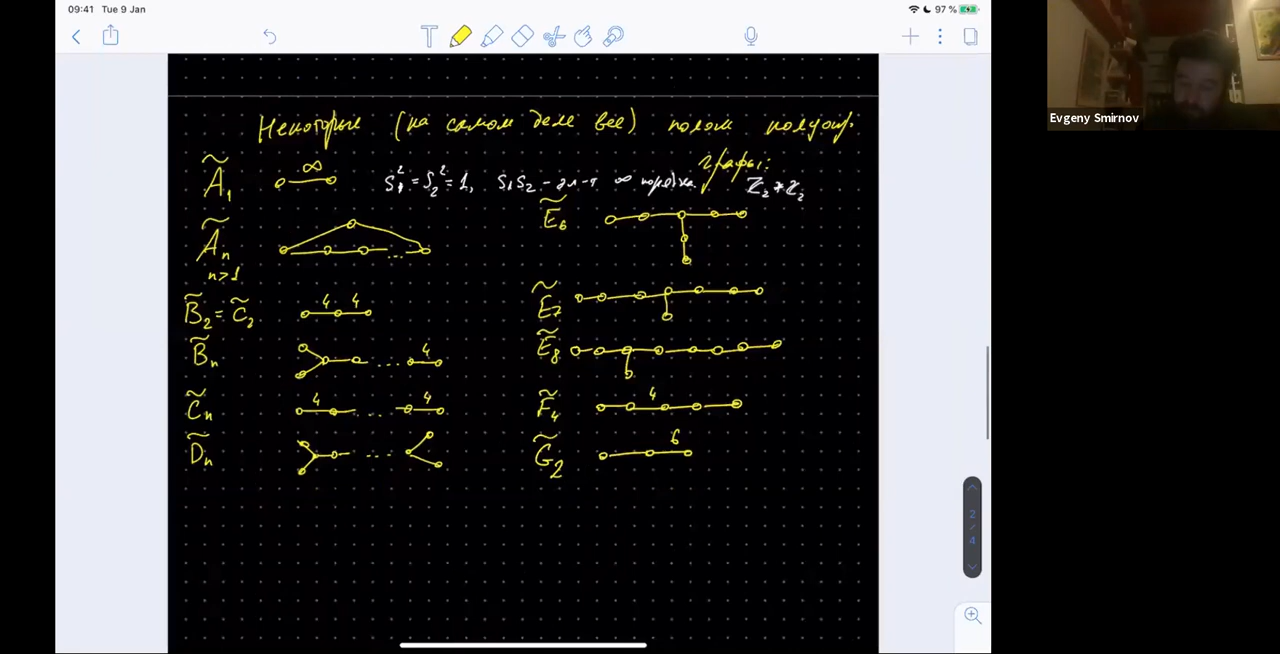 09:41 Tue 9 Jan
97 %
Некоторые (на самом деле все) полож полуопр.
графы:
Ã₁ ∞ S₁² = S₂² = 1, S₁S₂ - эл-т ∞ порядка. ℤ₂ * ℤ₂
Ãₙ
n>1
...
B̃₂ = C̃₂ 4 4
B̃ₙ ... 4
C̃ₙ 4 ... 4
D̃ₙ ...
Ẽ₆
Ẽ₇
Ẽ₈
F̃₄ 4
G̃₂ 6
2
/
4
Evgeny Smirnov